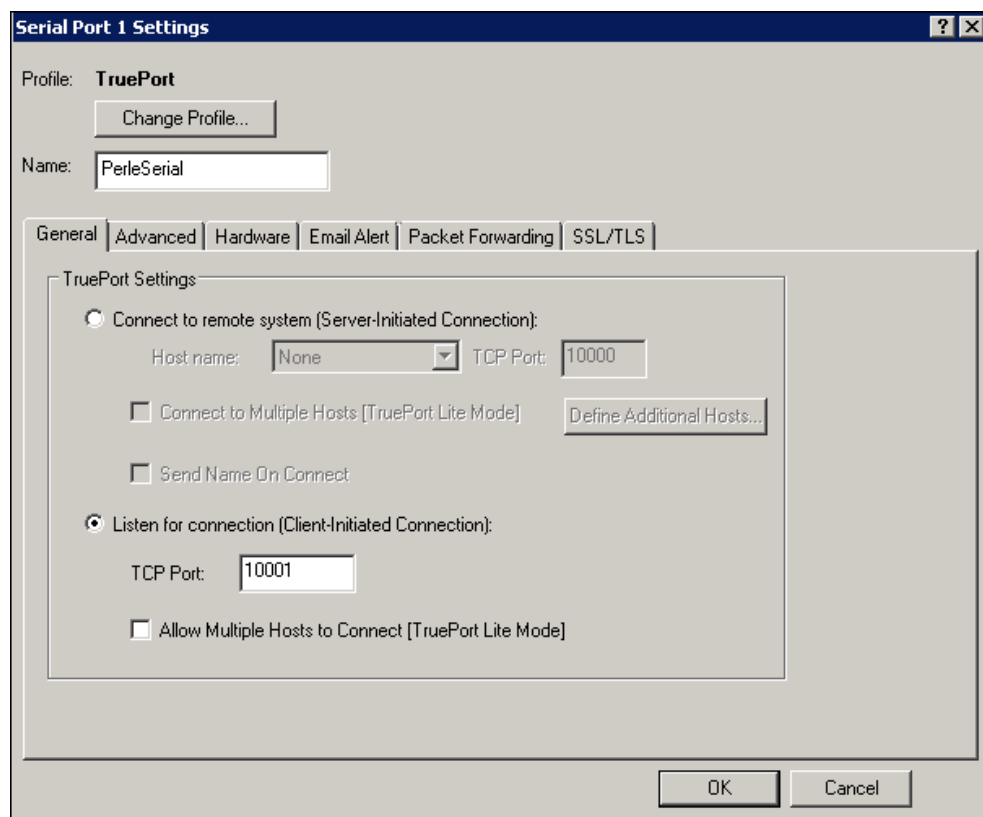 Serial Port 1 Settings
Profile: TruePort
Change Profile...
Name: PerleSerial
General Advanced Hardware Email Alert Packet Forwarding SSL/TLS
TruePort Settings
Connect to remote system (Server-Initiated Connection):
Host name: None TCP Port: 10000
Connect to Multiple Hosts [TruePort Lite Mode] Define Additional Hosts...
Send Name On Connect
Listen for connection (Client-Initiated Connection):
TCP Port: 10001
Allow Multiple Hosts to Connect [TruePort Lite Mode]
OK Cancel